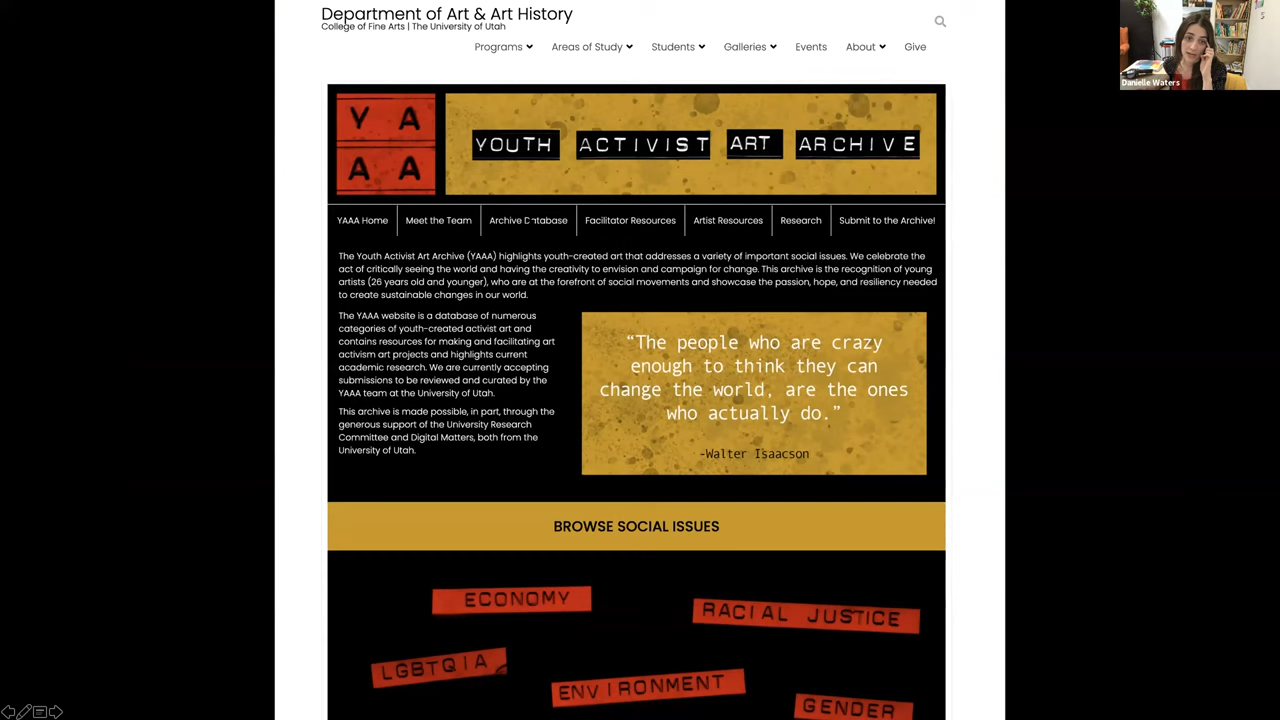 Department of Art & Art History
College of Fine Arts | The University of Utah
Programs Areas of Study Students Galleries Events About Give
Danielle Waters
Y A
A A
YOUTH ACTIVIST ART ARCHIVE
YAAA Home Meet the Team Archive Database Facilitator Resources Artist Resources Research Submit to the Archive!
The Youth Activist Art Archive (YAAA) highlights youth-created art that addresses a variety of important social issues. We celebrate the
act of critically seeing the world and having the creativity to envision and campaign for change. This archive is the recognition of young
artists (26 years old and younger), who are at the forefront of social movements and showcase the passion, hope, and resiliency needed
to create sustainable changes in our world.
The YAAA website is a database of numerous
categories of youth-created activist art and
contains resources for making and facilitating art
activism art projects and highlights current
academic research. We are currently accepting
submissions to be reviewed and curated by the
YAAA team at the University of Utah.
This archive is made possible, in part, through the
generous support of the University Research
Committee and Digital Matters, both from the
University of Utah.
“The people who are crazy
enough to think they can
change the world, are the ones
who actually do.”
-Walter Isaacson
BROWSE SOCIAL ISSUES
ECONOMY
RACIAL JUSTICE
LGBTQIA
ENVIRONMENT
GENDER